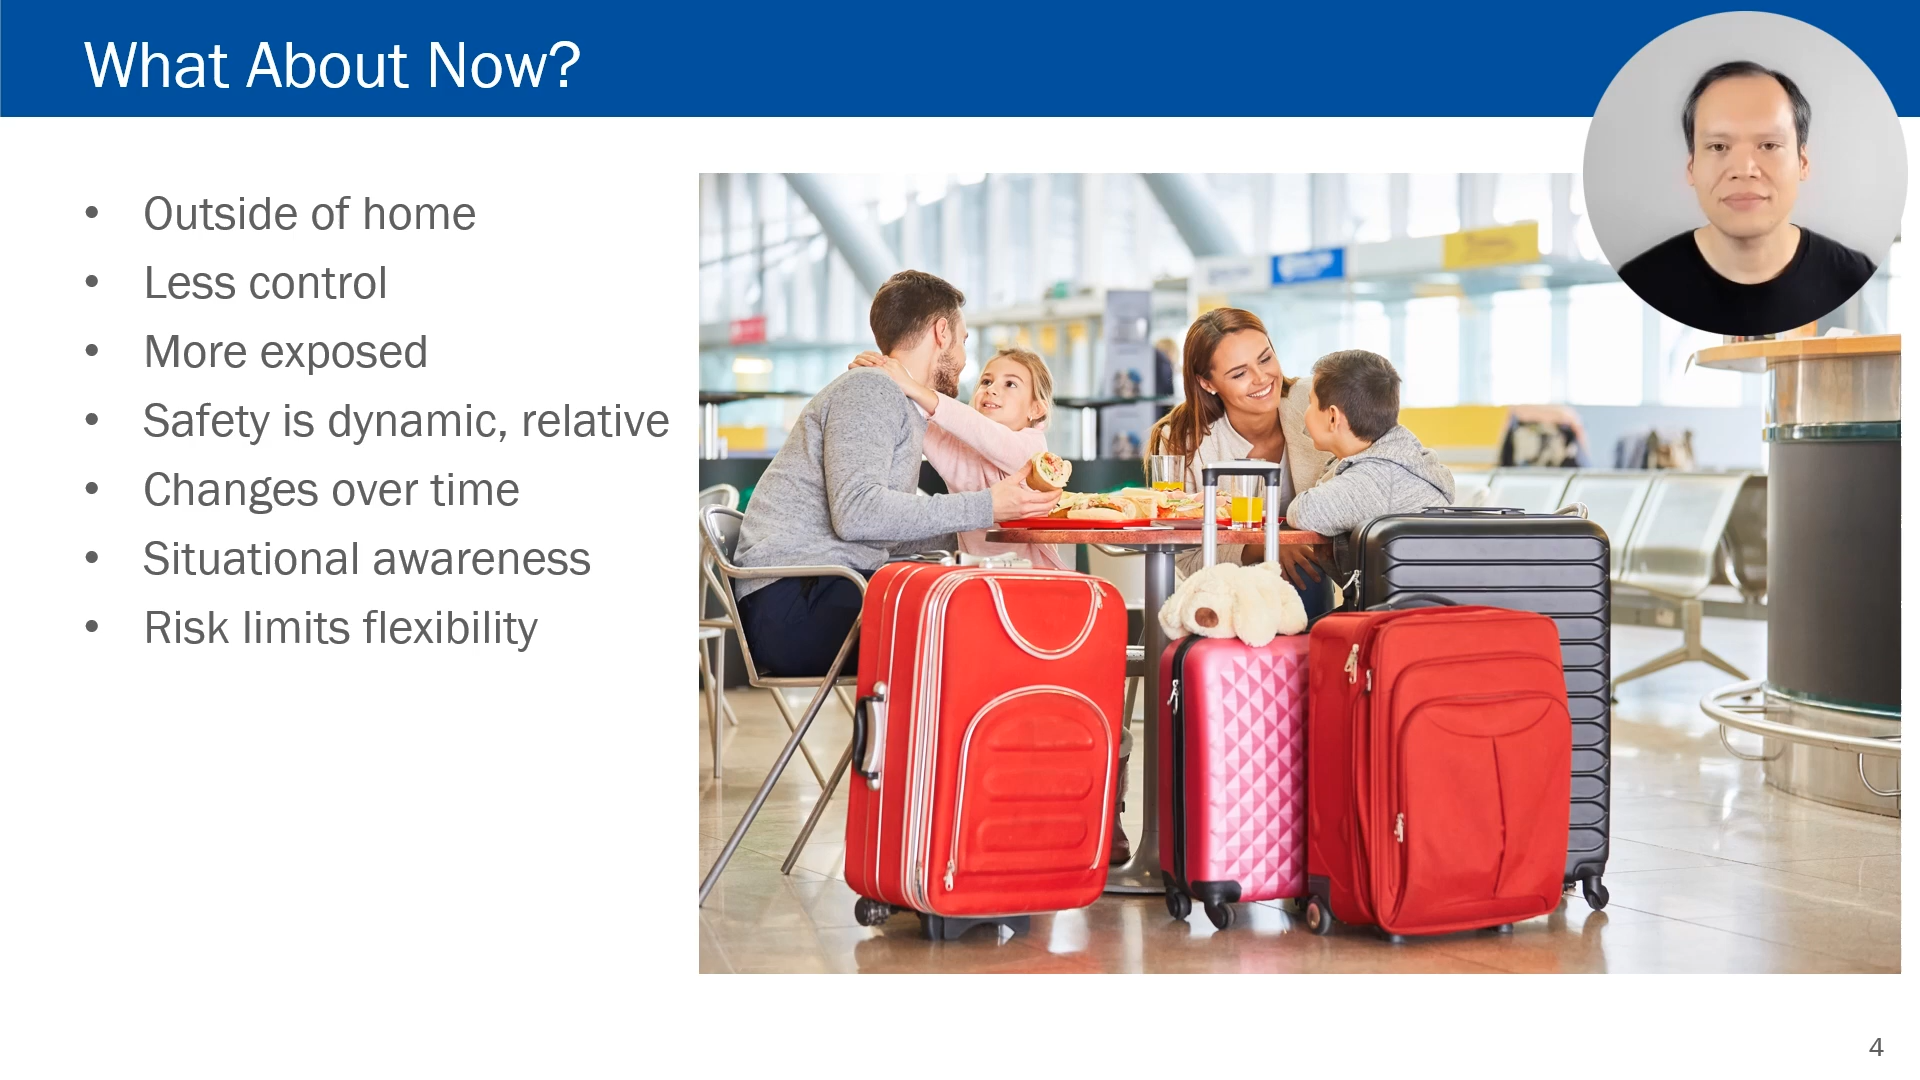 What About Now?
• Outside of home
• Less control
• More exposed
• Safety is dynamic, relative
• Changes over time
• Situational awareness
• Risk limits flexibility
4